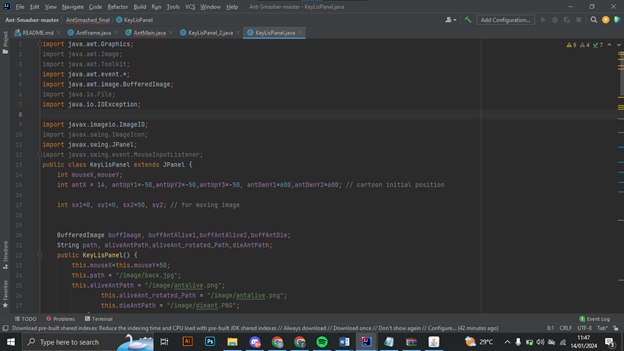 File Edit View Navigate Code Refactor Build Run Tools VCS Window Help Ant-Smasher-master - KeyLisPanel.java
Ant-Smasher-master AntSmashed_final KeyLisPanel Add Configuration...
README.md AntFrame.java AntMain.java KeyLisPanel_2.java KeyLisPanel.java
Project
9 4 7
1 import java.awt.Graphics;
2 import java.awt.Image;
3 import java.awt.Toolkit;
4 import java.awt.event.*;
5 import java.awt.image.BufferedImage;
6 import java.io.File;
7 import java.io.IOException;
8
9 import javax.imageio.ImageIO;
10 import javax.swing.ImageIcon;
11 import javax.swing.JPanel;
12 import javax.swing.event.MouseInputListener;
13 public class KeyLisPanel extends JPanel {
14 int mouseX,mouseY;
15 int antX = 14, antUpY1=-50,antUpY2=-50,antUpY3=-50, antDwnY1=600,antDwnY2=600; // cartoon initial position
16
17 int sx1=0, sy1=0, sx2=50, sy2; // for moving image
18
19
20 BufferedImage buffImage, buffAntAlive1,buffAntAlive2,buffAntDie;
21 String path, aliveAntPath,aliveAnt_rotated_Path,dieAntPath;
22 public KeyLisPanel() {
23 this.mouseX=this.mouseY=50;
24 this.path = "/image/back.jpg";
25 this.aliveAntPath = "/image/antalive.png";
26 this.aliveAnt_rotated_Path = "/image/antalive.png";
27 this.dieAntPath = "/image/dieant.PNG";
Structure
Favorites
TODO Problems Terminal Event Log
Download pre-built shared indexes: Reduce the indexing time and CPU load with pre-built JDK shared indexes // Always download // Download once // Don't show again // Configure... (42 minutes ago) 8:1 CRLF UTF-8 Tab*
Type here to search 29°C 11:47
14/08/2024